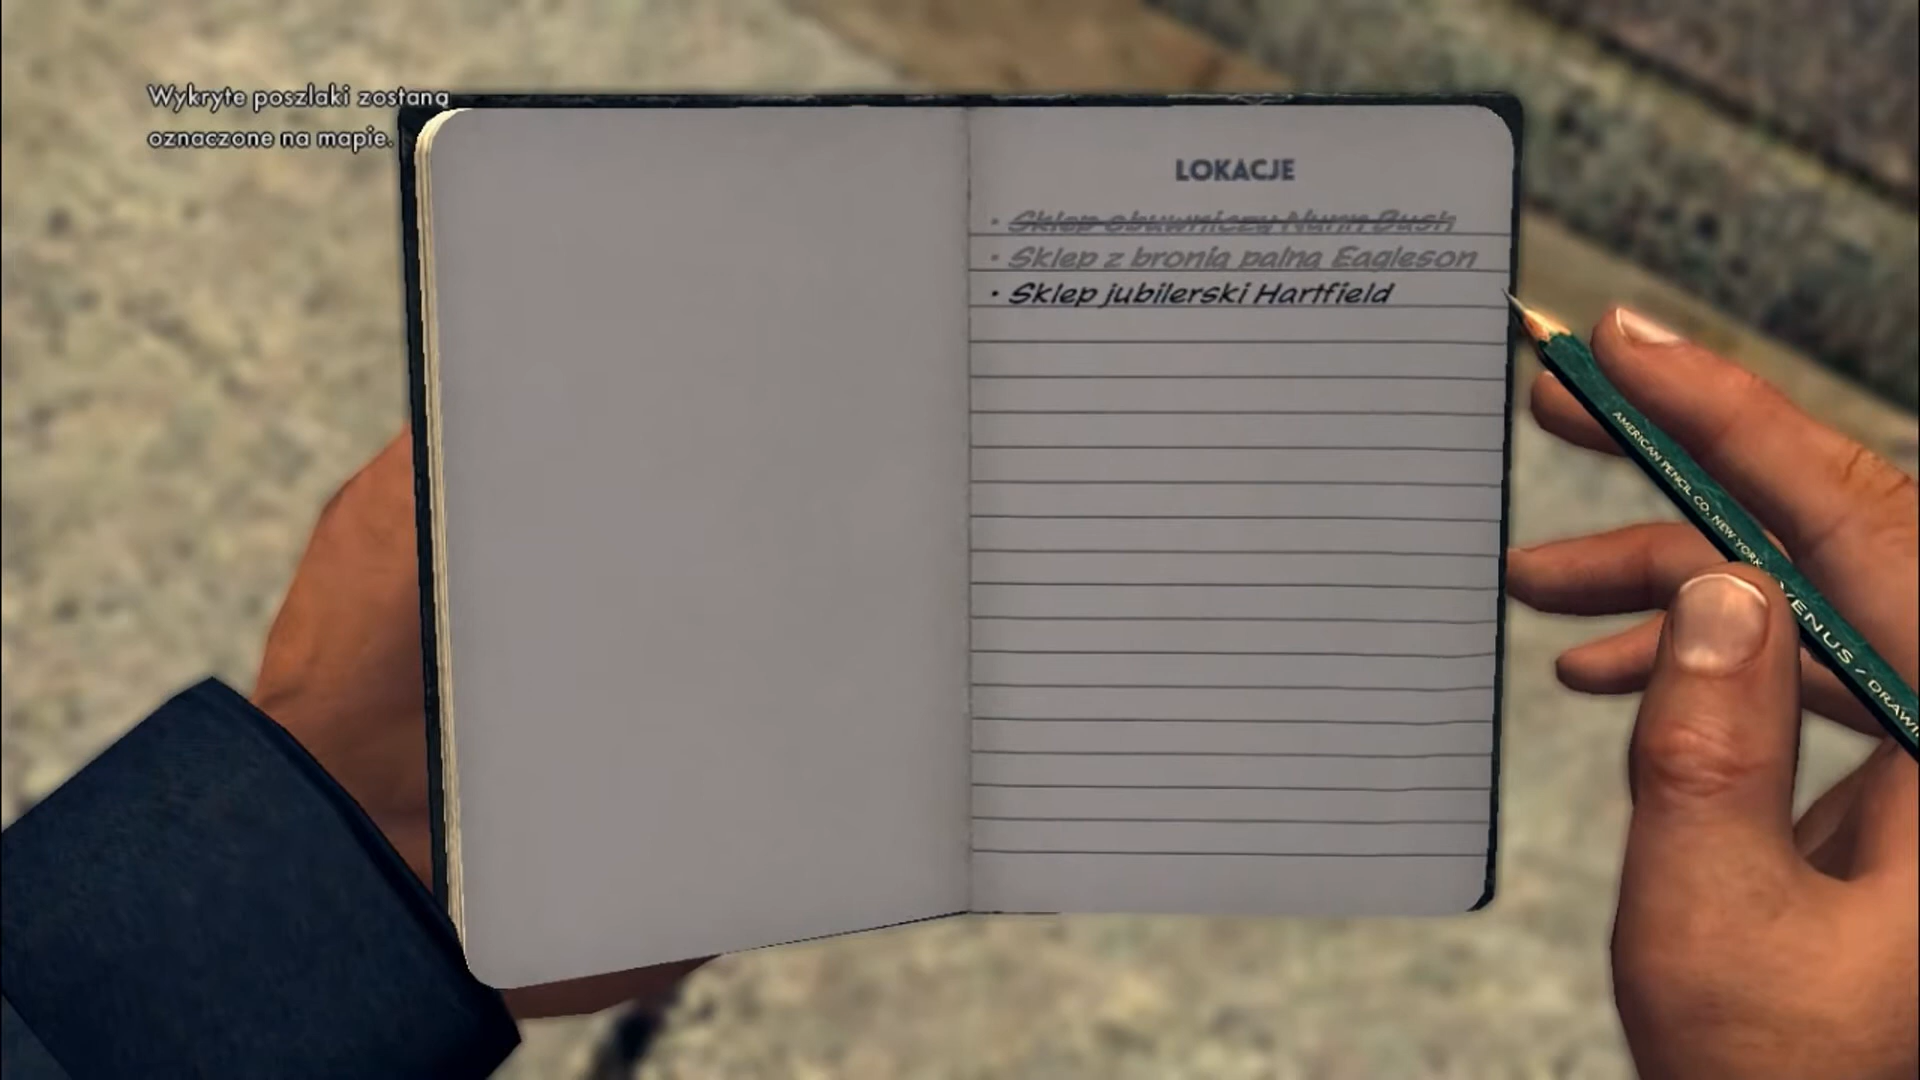 Wykryte poszlaki zostaną
oznaczone na mapie.
LOKACJE
• Sklep obuwniczy Nunn Bush
• Sklep z bronią palną Eagleson
• Sklep jubilerski Hartfield
AMERICAN PENCIL CO. NEW YORK VENUS / DRAWI